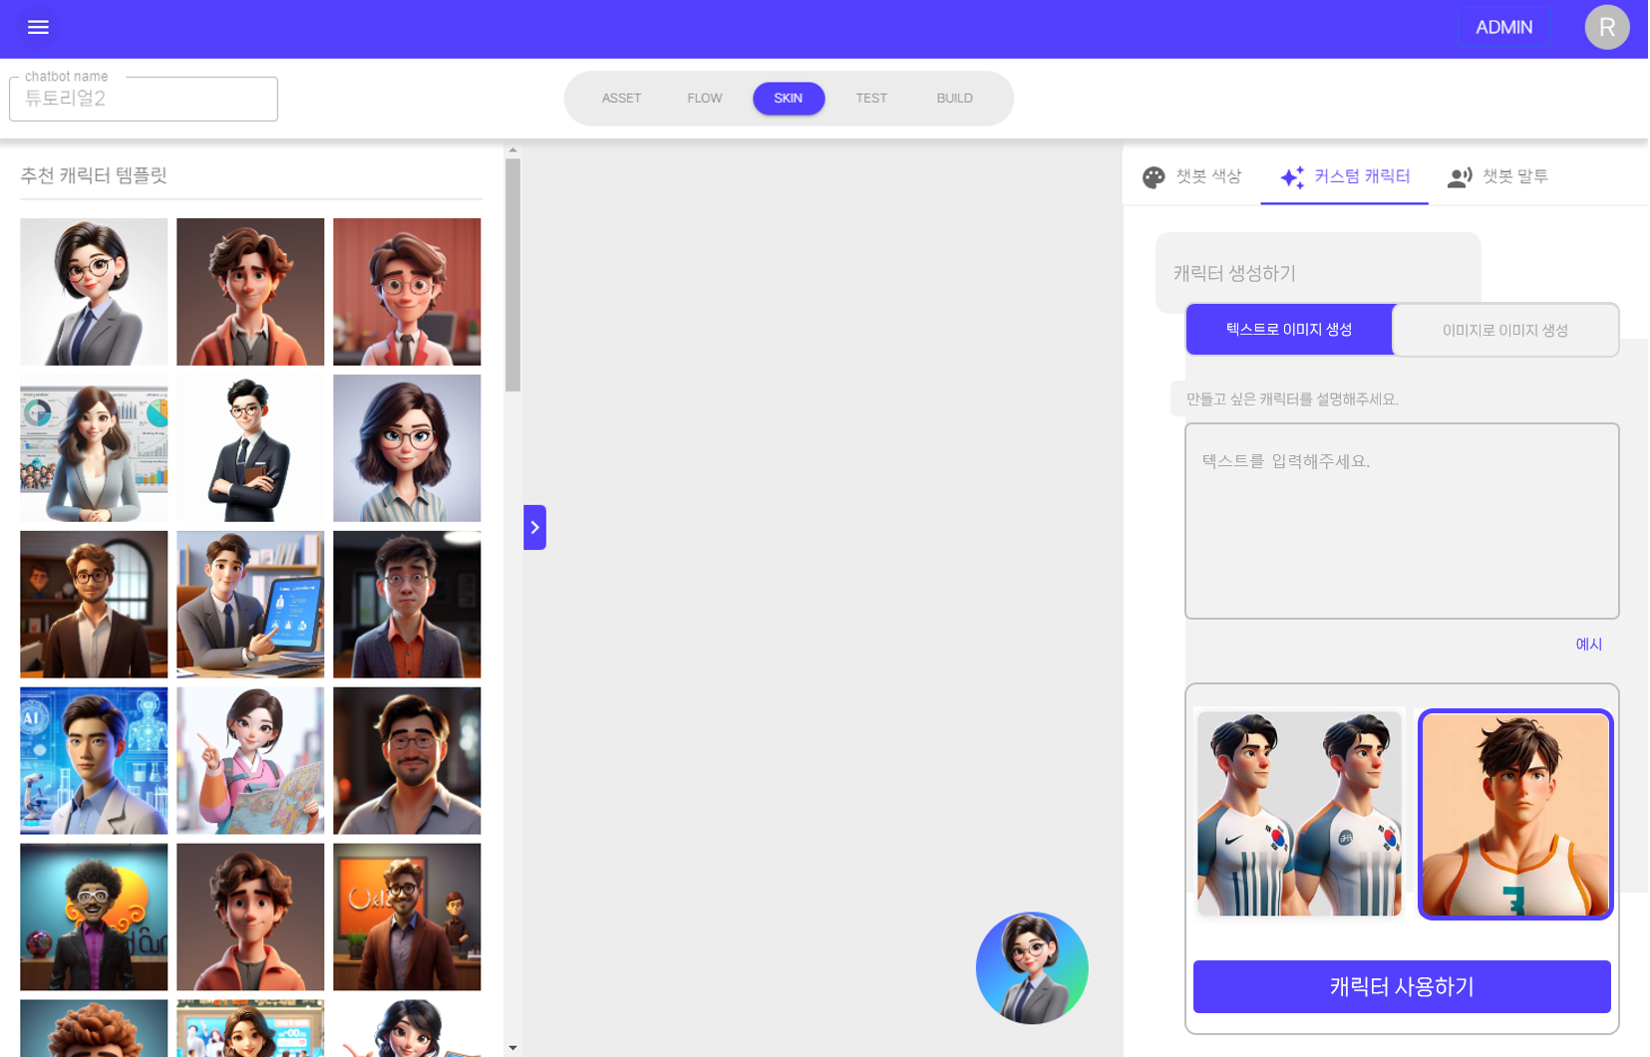 ADMIN
R
chatbot name
튜토리얼2
ASSET
FLOW
SKIN
TEST
BUILD
추천 캐릭터 템플릿
챗봇 색상
커스텀 캐릭터
챗봇 말투
캐릭터 생성하기
텍스트로 이미지 생성
이미지로 이미지 생성
만들고 싶은 캐릭터를 설명해주세요.
텍스트를 입력해주세요.
예시
AI
캐릭터 사용하기